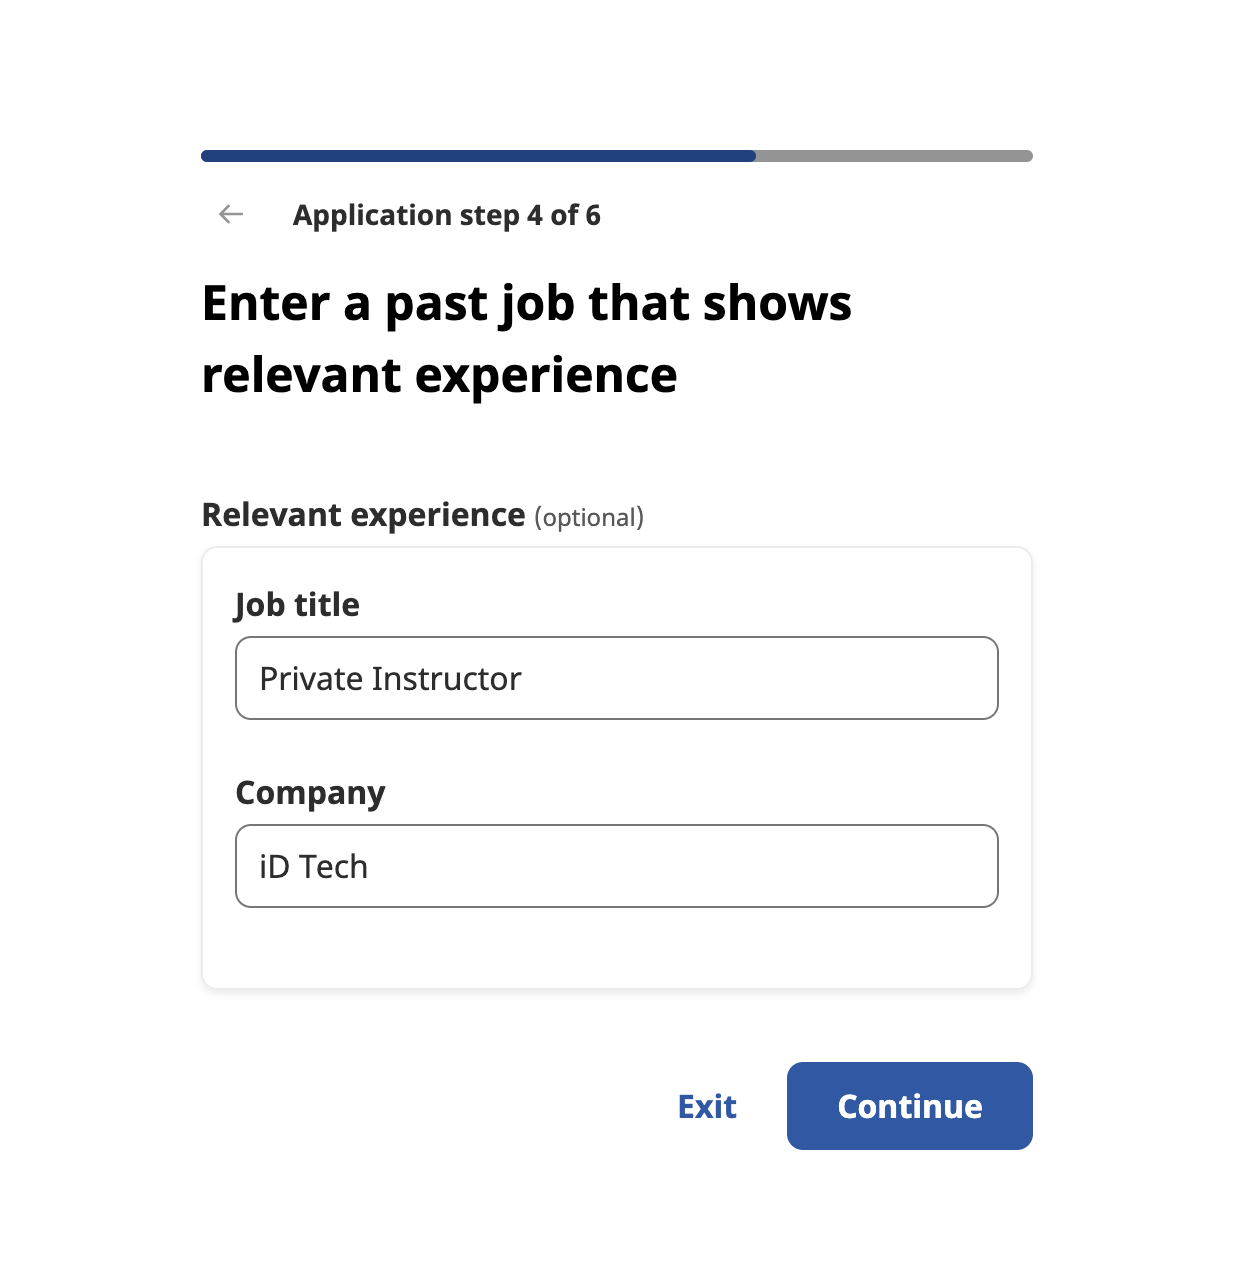 Application step 4 of 6
Enter a past job that shows
relevant experience
Relevant experience (optional)
Job title
Private Instructor
Company
iD Tech
Exit
Continue